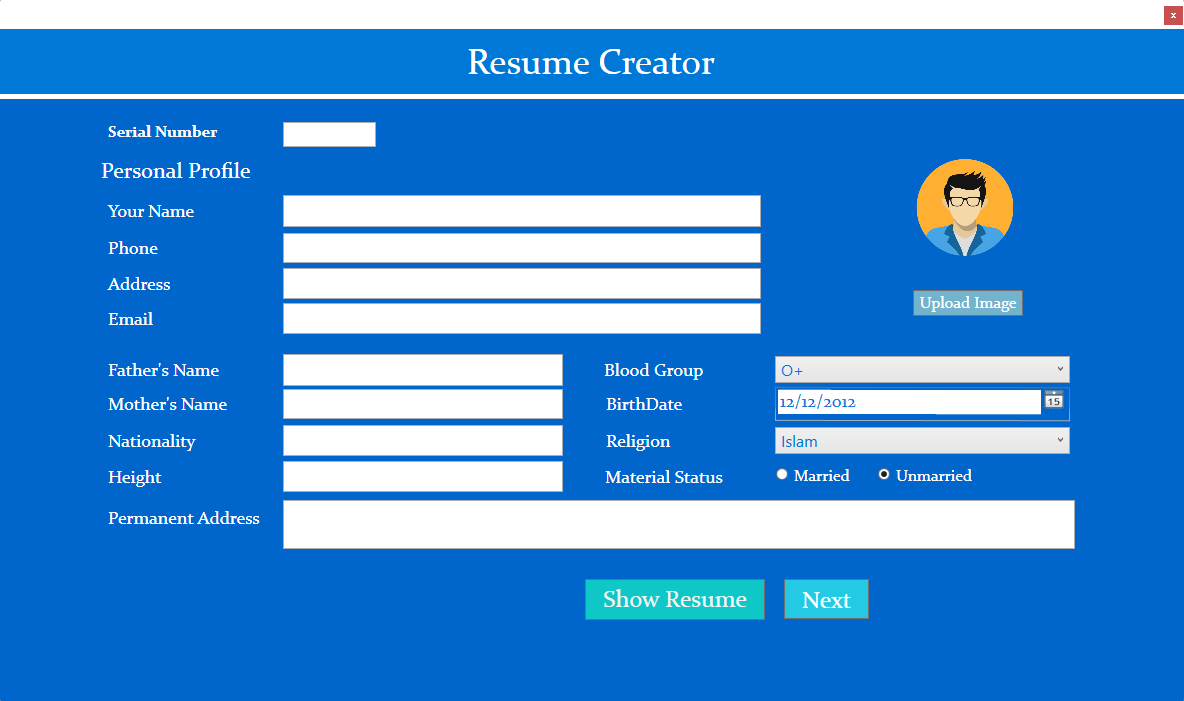 x
Resume Creator
Serial Number
Personal Profile
Your Name
Phone
Address
Email
Upload Image
Father's Name
Blood Group
O+
Mother's Name
BirthDate
12/12/2012
15
Nationality
Religion
Islam
Height
Material Status
Married
Unmarried
Permanent Address
Show Resume
Next